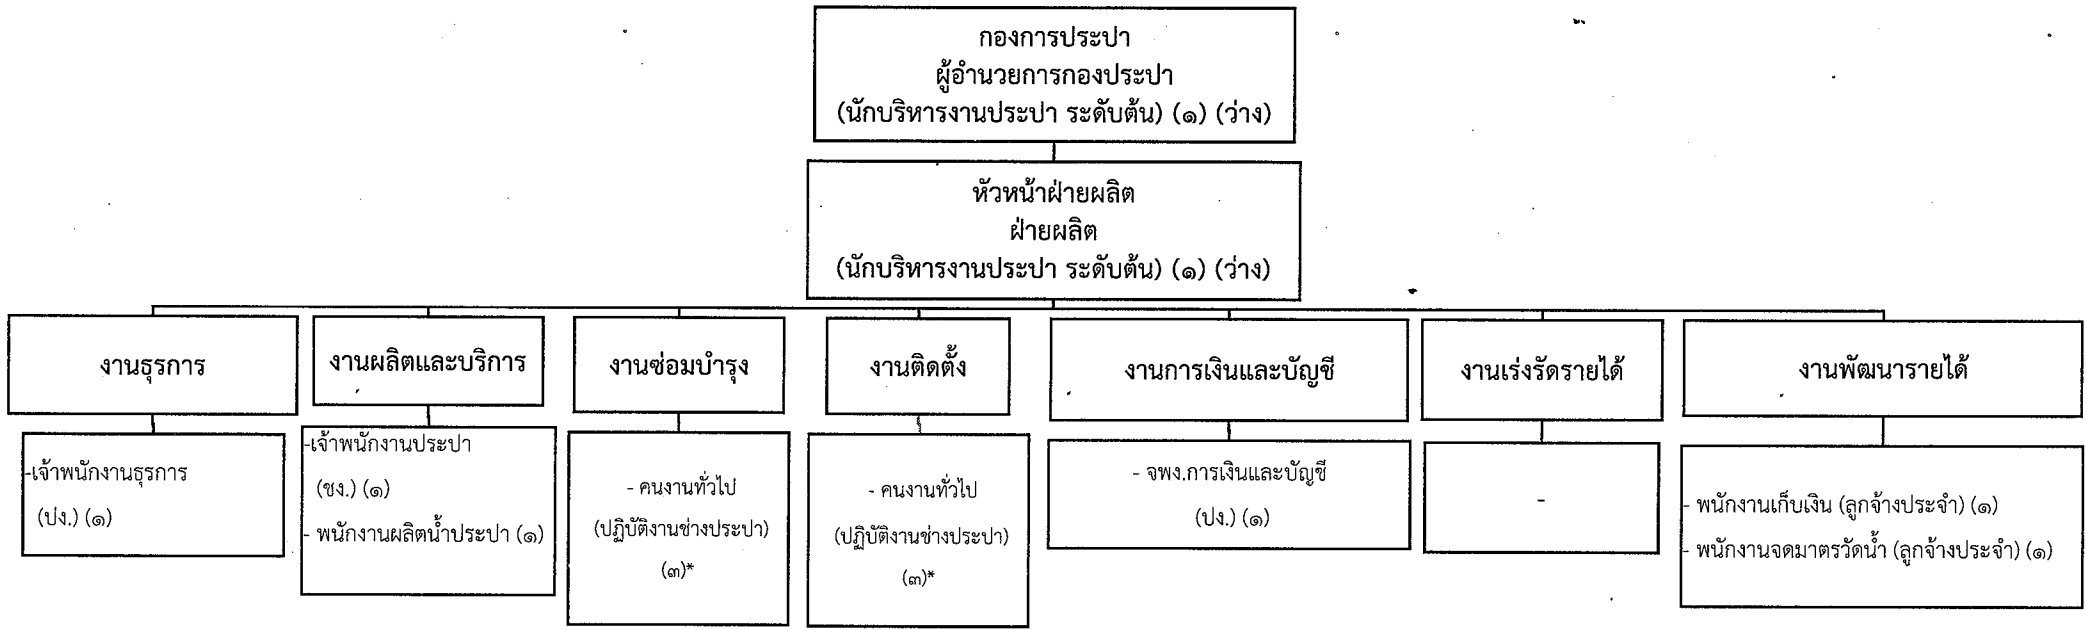 กองการประปา
ผู้อำนวยการกองประปา
(นักบริหารงานประปา ระดับต้น) (๑) (ว่าง)
หัวหน้าฝ่ายผลิต
ฝ่ายผลิต
(นักบริหารงานประปา ระดับต้น) (๑) (ว่าง)
งานธุรการ
งานผลิตและบริการ
งานซ่อมบำรุง
งานติดตั้ง
งานการเงินและบัญชี
งานเร่งรัดรายได้
งานพัฒนารายได้
-เจ้าพนักงานธุรการ
(ปง.) (๑)
-เจ้าพนักงานประปา
(ชง.) (๑)
- พนักงานผลิตน้ำประปา (๑)
- คนงานทั่วไป
(ปฏิบัติงานช่างประปา)
(๓)*
- คนงานทั่วไป
(ปฏิบัติงานช่างประปา)
(๓)*
- จพง.การเงินและบัญชี
(ปง.) (๑)
-
- พนักงานเก็บเงิน (ลูกจ้างประจำ) (๑)
- พนักงานจดมาตรวัดน้ำ (ลูกจ้างประจำ) (๑)